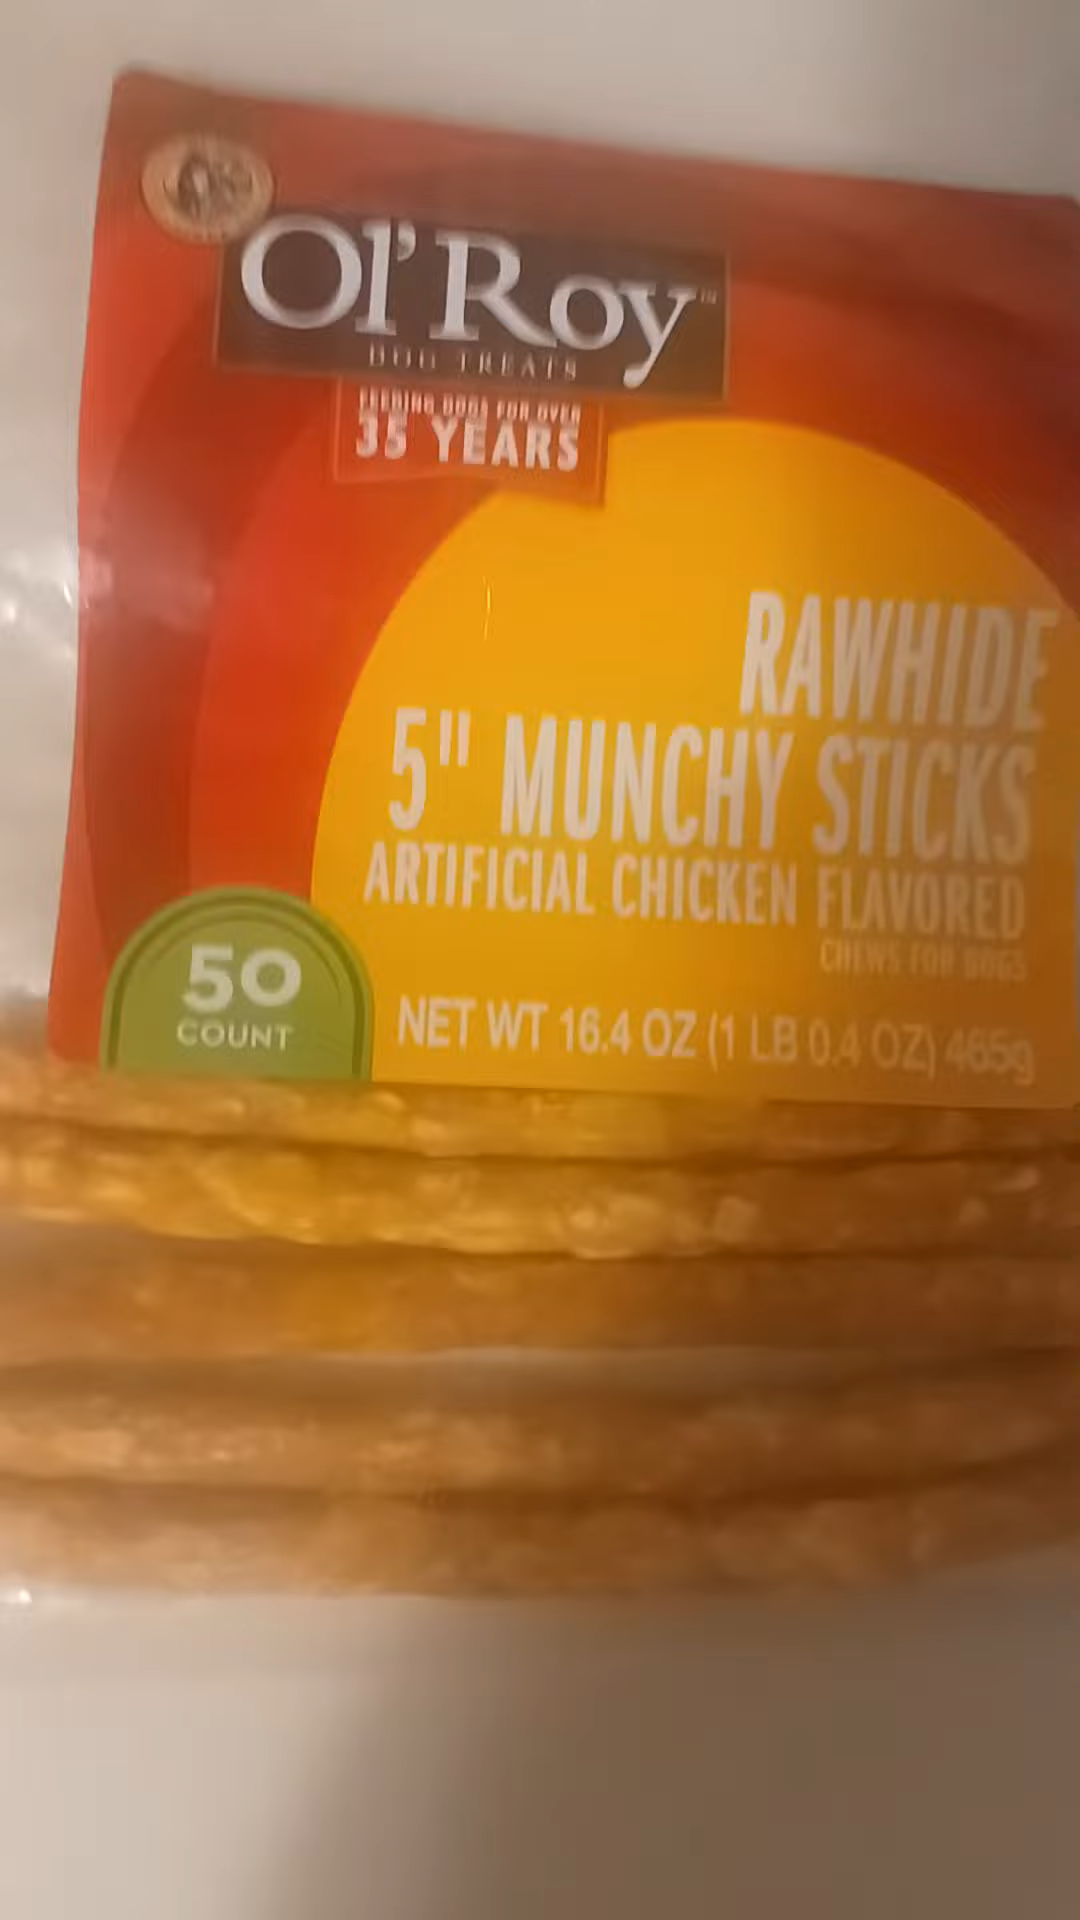 Ol' Roy™
DOG TREATS
FEEDING DOGS FOR OVER
35 YEARS
RAWHIDE
5" MUNCHY STICKS
ARTIFICIAL CHICKEN FLAVORED
CHEWS FOR DOGS
50
COUNT
NET WT 16.4 OZ (1 LB 0.4 OZ) 465g